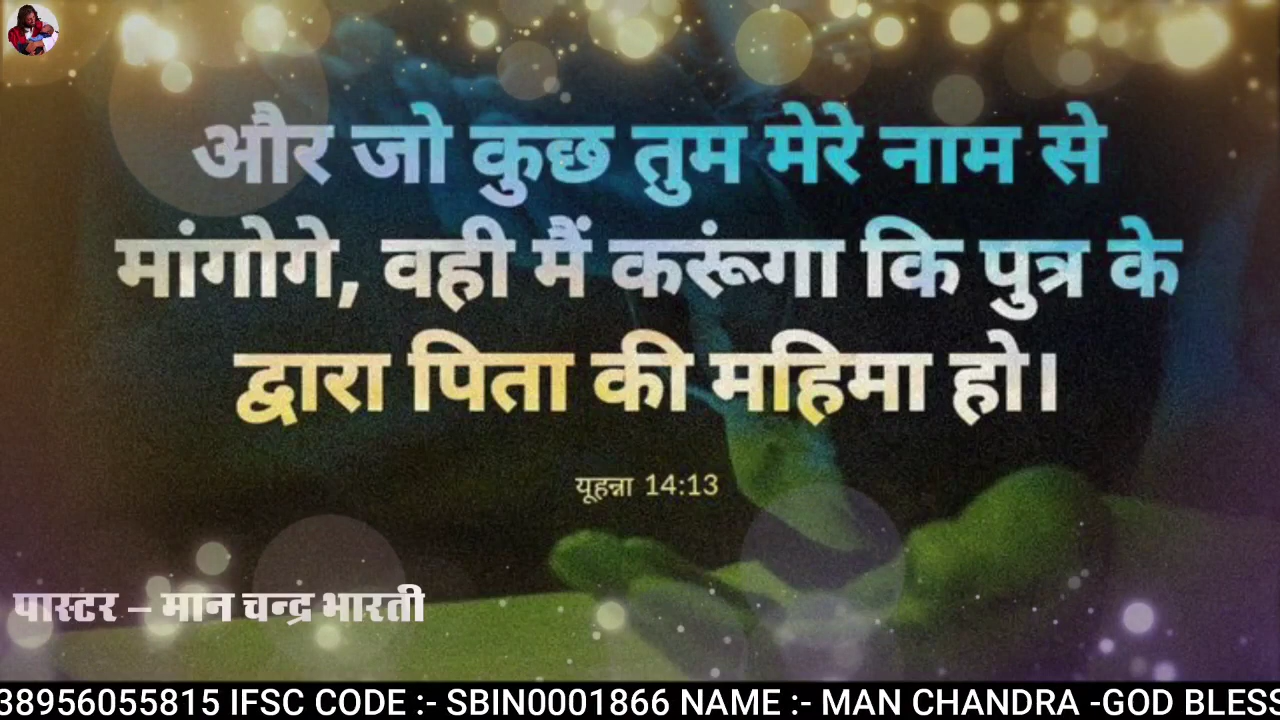 और जो कुछ तुम मेरे नाम से
मांगोगे, वही मैं करूंगा कि पुत्र के
द्वारा पिता की महिमा हो।
यूहन्ना 14:13
पास्टर – मान चन्द्र भारती
38956055815 IFSC CODE :- SBIN0001866 NAME :- MAN CHANDRA -GOD BLESS